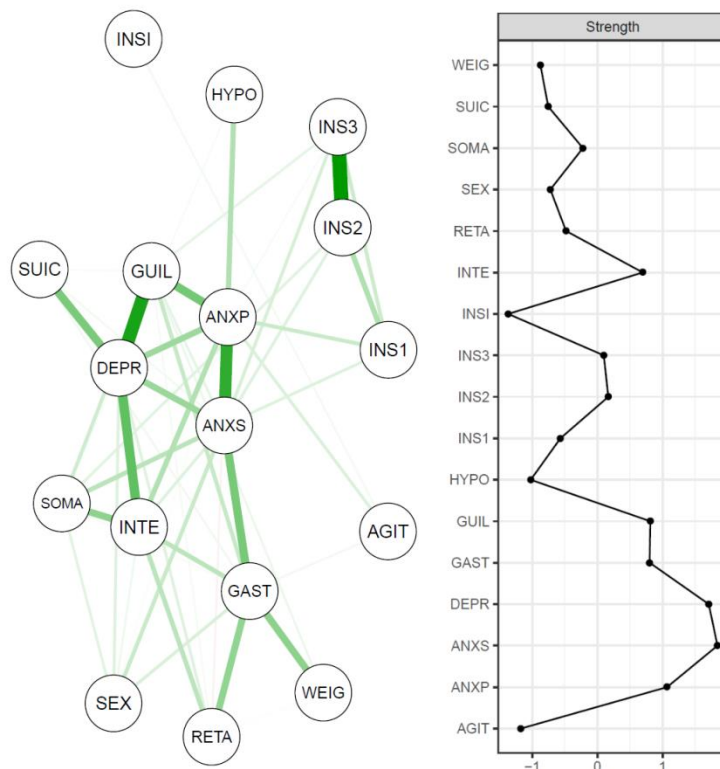 INSI
HYPO
INS3
INS2
SUIC
GUIL
ANXP
INS1
DEPR
ANXS
SOMA
INTE
AGIT
GAST
WEIG
SEX
RETA
Strength
WEIG
SUIC
SOMA
SEX
RETA
INTE
INSI
INS3
INS2
INS1
HYPO
GUIL
GAST
DEPR
ANXS
ANXP
AGIT
−1 0 1